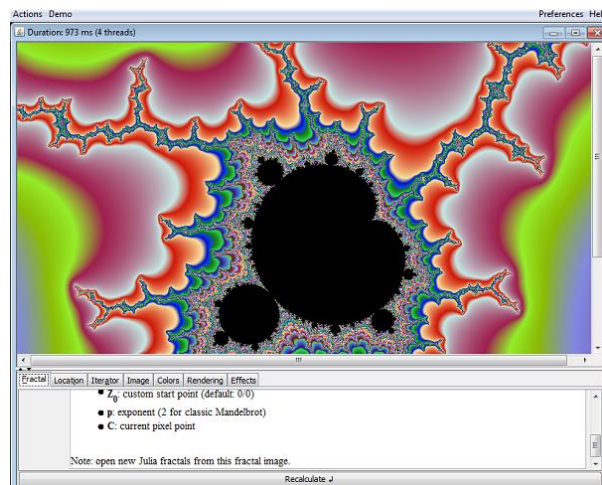 Actions Demo Preferences Hel
Duration: 973 ms (4 threads)
Fractal Location Iterator Image Colors Rendering Effects
Z0: custom start point (default: 0/0)
p: exponent (2 for classic Mandelbrot)
C: current pixel point
Note: open new Julia fractals from this fractal image.
Recalculate ↲